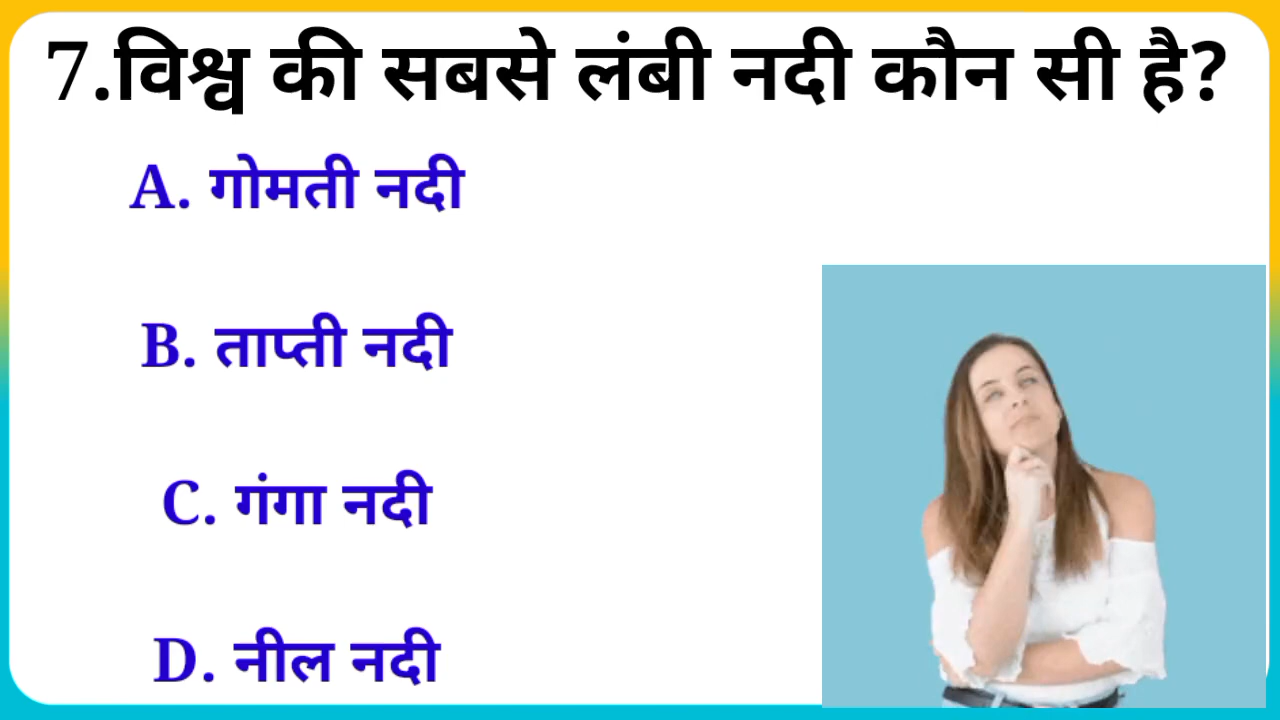 7.विश्व की सबसे लंबी नदी कौन सी है?
A. गोमती नदी
B. ताप्ती नदी
C. गंगा नदी
D. नील नदी